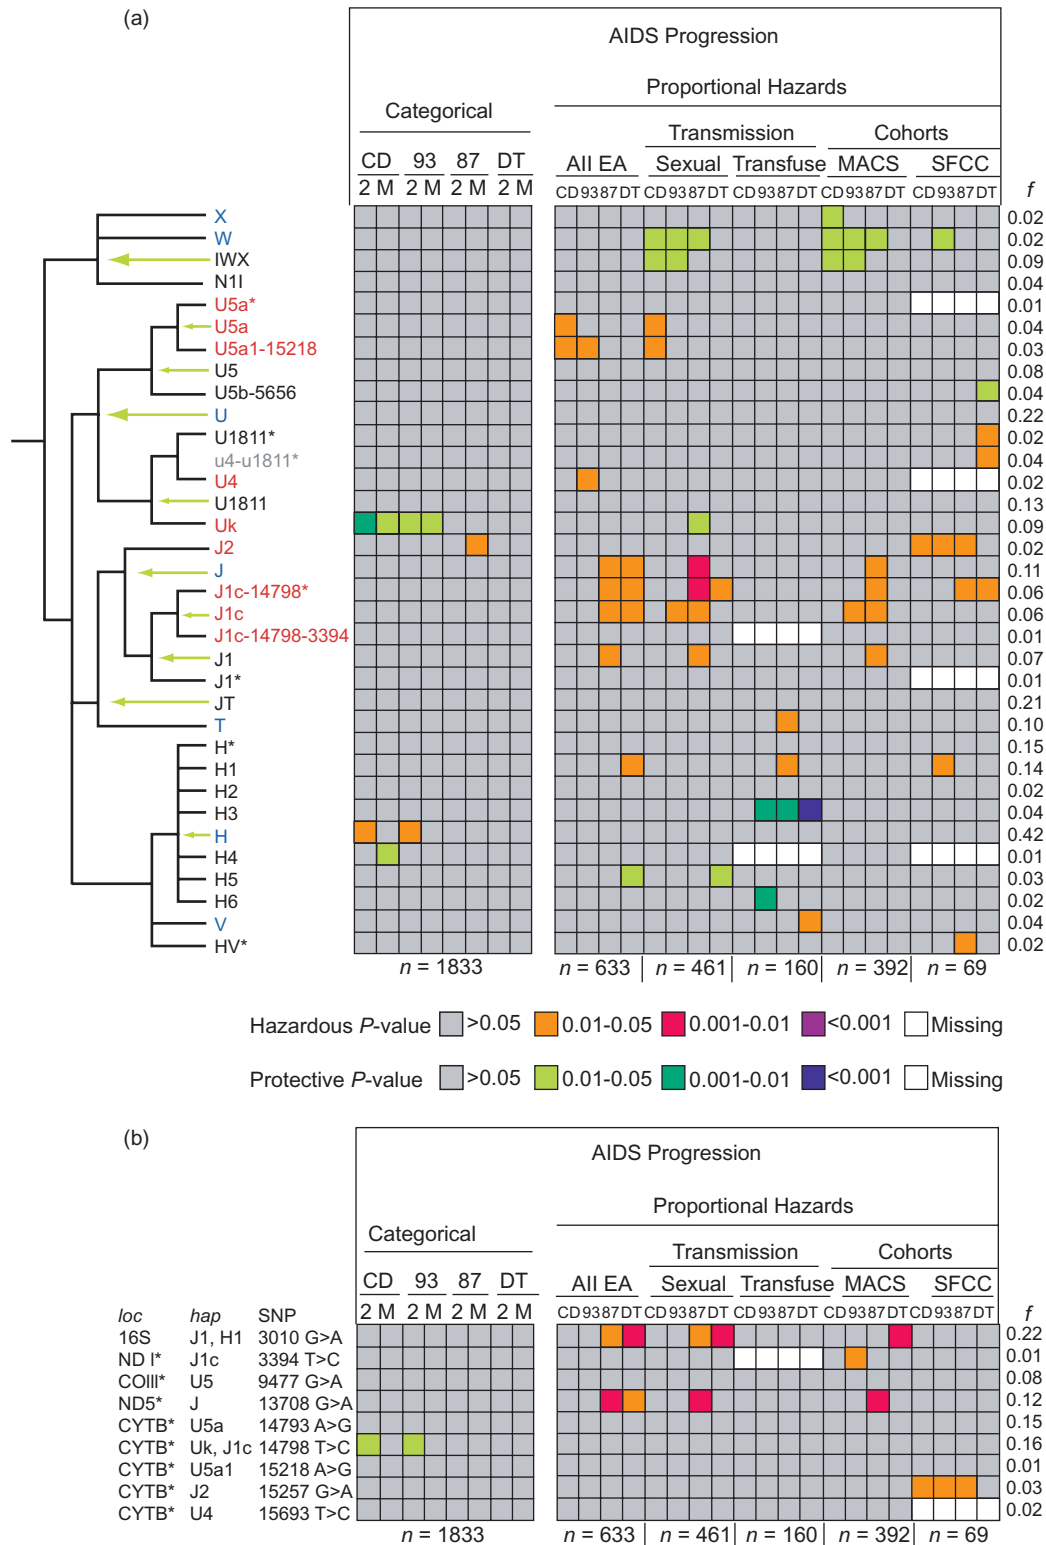 (a)
AIDS Progression
Proportional Hazards
Categorical
Transmission Cohorts
CD 93 87 DT All EA Sexual Transfuse MACS SFCC
2 M 2 M 2 M 2 M CD 93 87 DT CD 93 87 DT CD 93 87 DT CD 93 87 DT CD 93 87 DT f
X 0.02
W 0.02
IWX 0.09
N1I 0.04
U5a* 0.01
U5a 0.04
U5a1-15218 0.03
U5 0.08
U5b-5656 0.04
U 0.22
U1811* 0.02
u4-u1811* 0.04
U4 0.02
U1811 0.13
Uk 0.09
J2 0.02
J 0.11
J1c-14798* 0.06
J1c 0.06
J1c-14798-3394 0.01
J1 0.07
J1* 0.01
JT 0.21
T 0.10
H* 0.15
H1 0.14
H2 0.02
H3 0.04
H 0.42
H4 0.01
H5 0.03
H6 0.02
V 0.04
HV* 0.02
n = 1833 n = 633 n = 461 n = 160 n = 392 n = 69
Hazardous P-value >0.05 0.01-0.05 0.001-0.01 <0.001 Missing
Protective P-value >0.05 0.01-0.05 0.001-0.01 <0.001 Missing
(b)
AIDS Progression
Proportional Hazards
Categorical
Transmission Cohorts
CD 93 87 DT All EA Sexual Transfuse MACS SFCC
2 M 2 M 2 M 2 M CD 93 87 DT CD 93 87 DT CD 93 87 DT CD 93 87 DT CD 93 87 DT f
loc hap SNP
16S J1, H1 3010 G>A 0.22
ND I* J1c 3394 T>C 0.01
COIII* U5 9477 G>A 0.08
ND5* J 13708 G>A 0.12
CYTB* U5a 14793 A>G 0.15
CYTB* Uk, J1c 14798 T>C 0.16
CYTB* U5a1 15218 A>G 0.01
CYTB* J2 15257 G>A 0.03
CYTB* U4 15693 T>C 0.02
n = 1833 n = 633 n = 461 n = 160 n = 392 n = 69